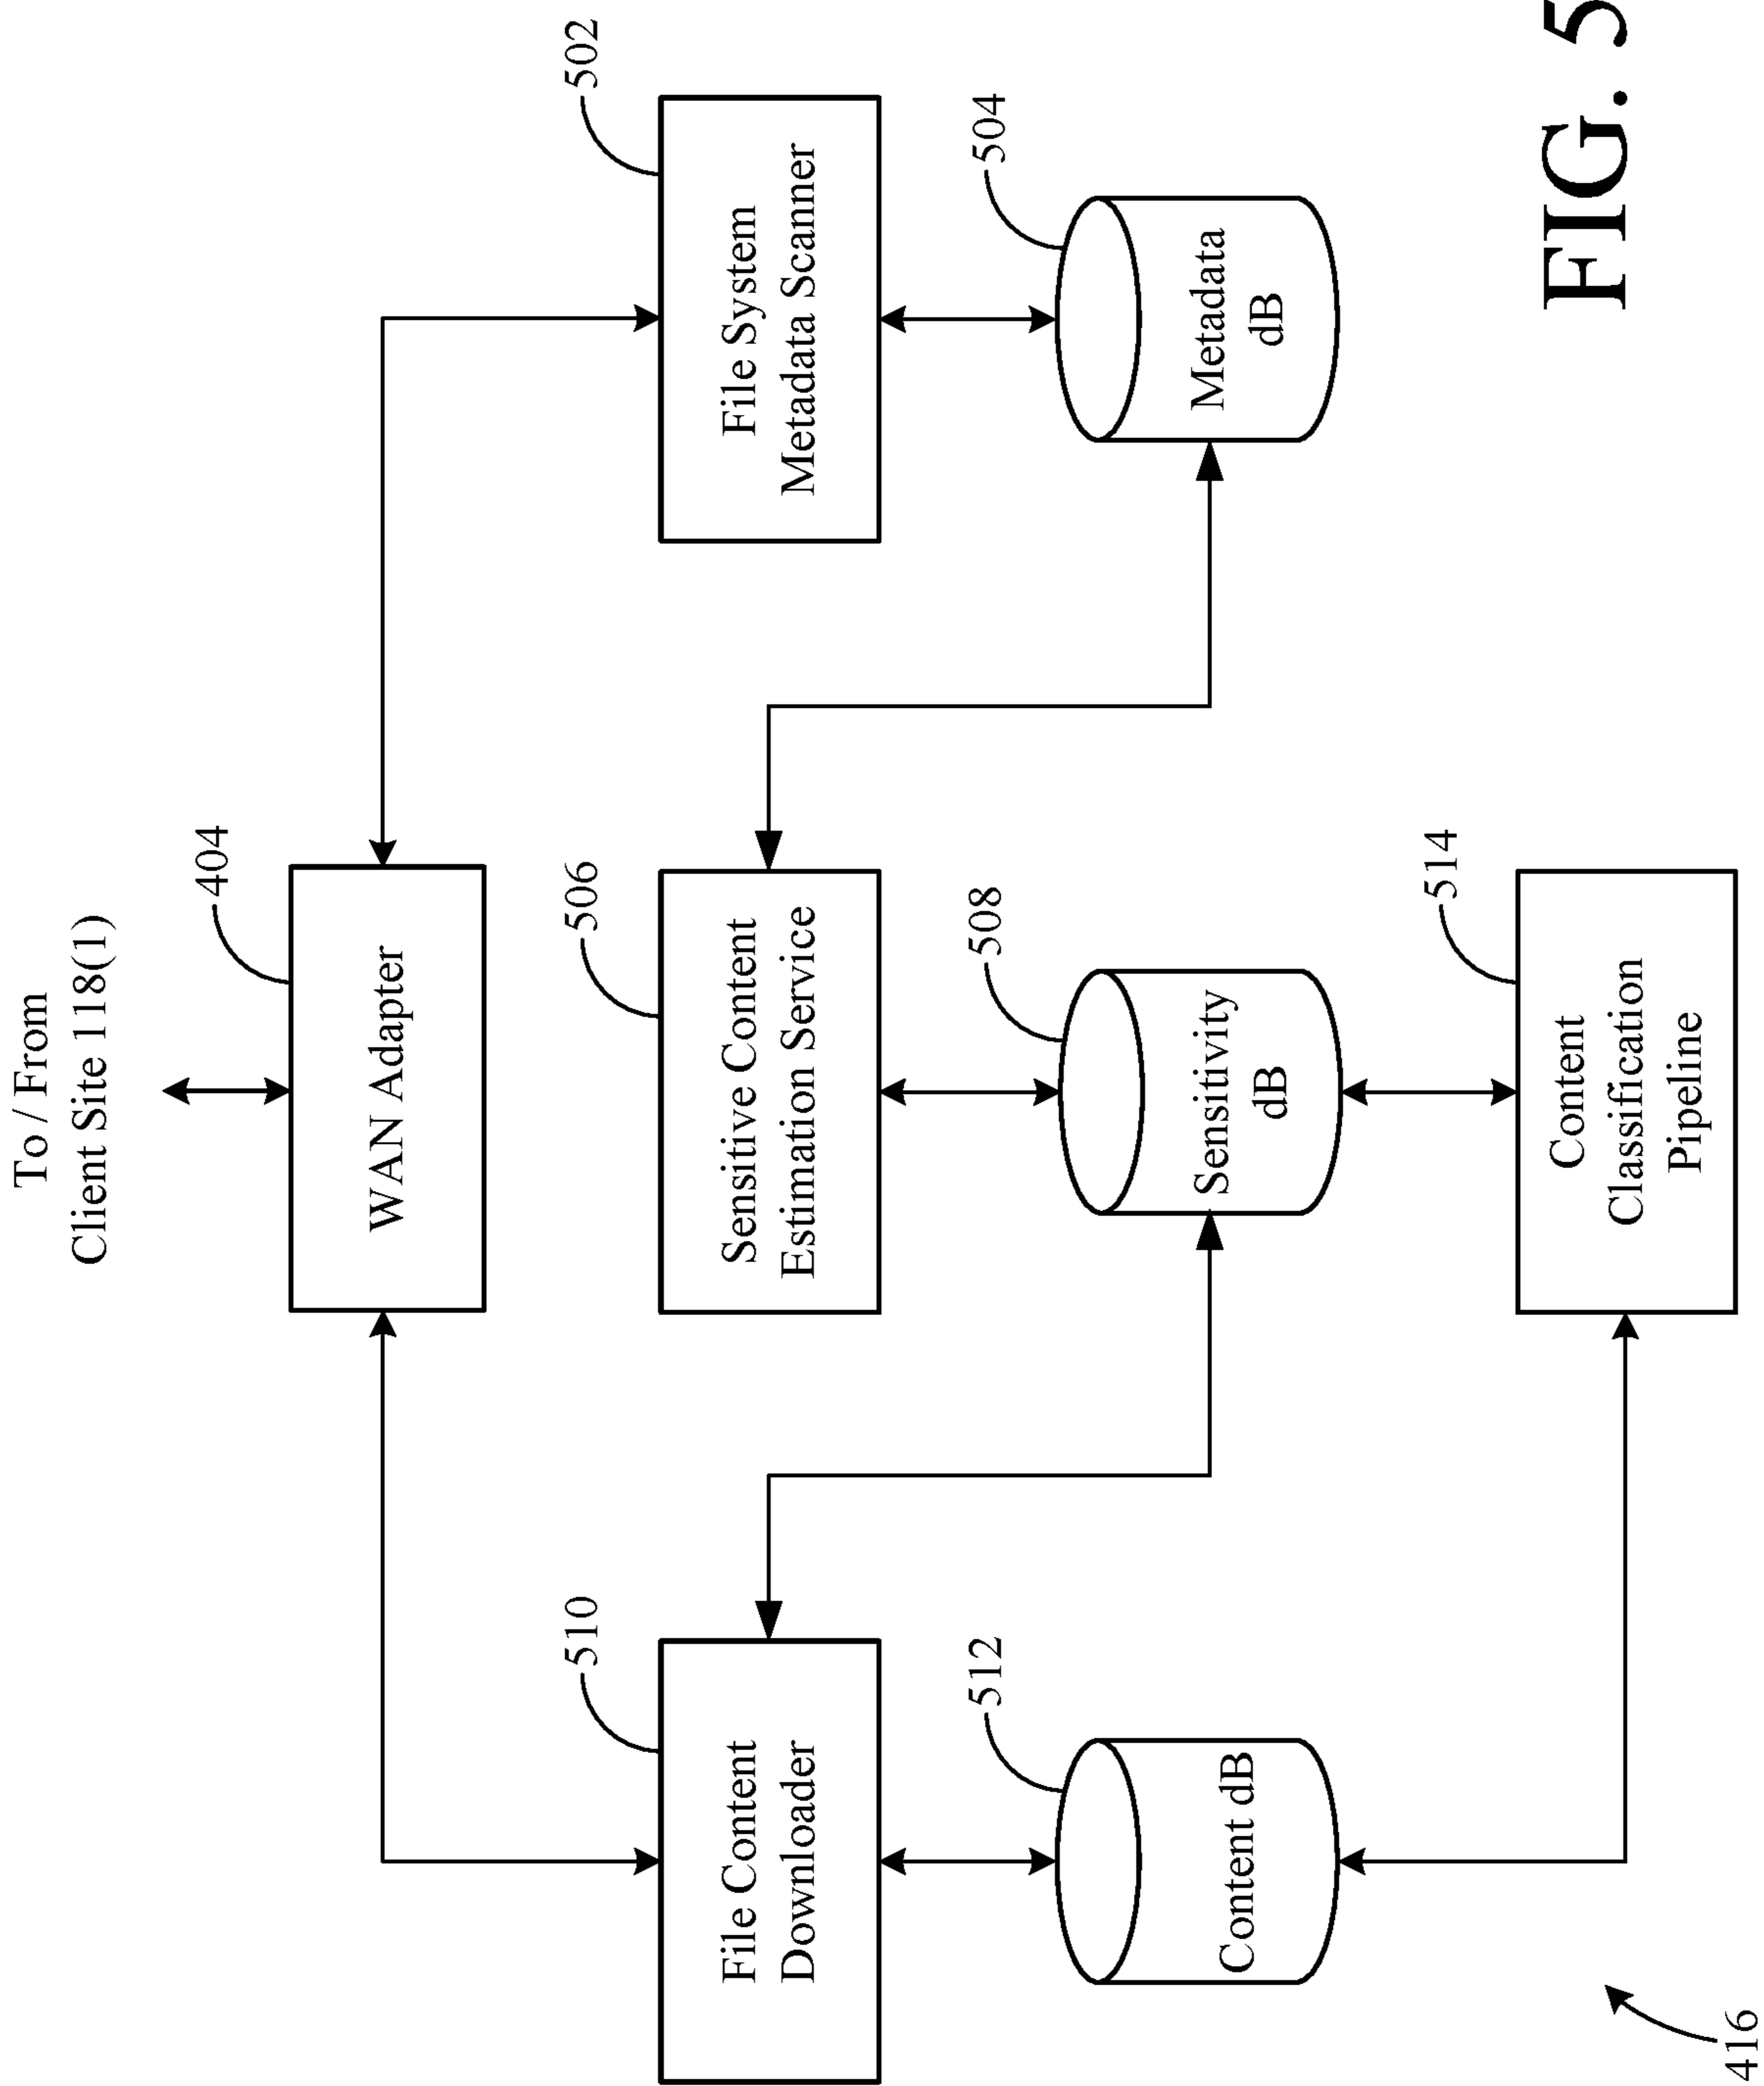 To / From
Client Site 118(1)
404
WAN Adapter
510
File Content
Downloader
506
Sensitive Content
Estimation Service
502
File System
Metadata Scanner
512
Content dB
508
Sensitivity
dB
504
Metadata
dB
514
Content
Classification
Pipeline
416
FIG. 5